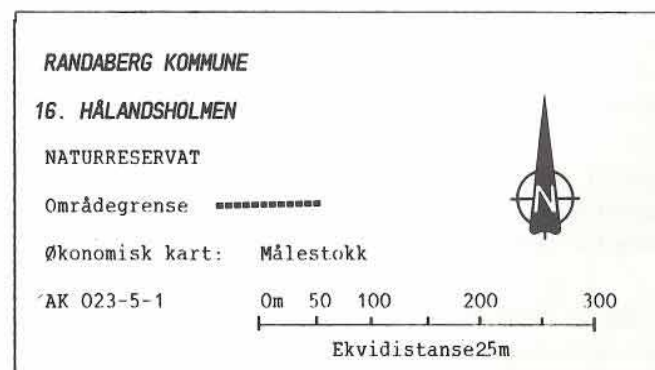 RANDABERG KOMMUNE
16. HÅLANDSHOLMEN
NATURRESERVAT
Områdegrense
N
Økonomisk kart: Målestokk
AK 023-5-1 0m 50 100 200 300
Ekvidistanse25m